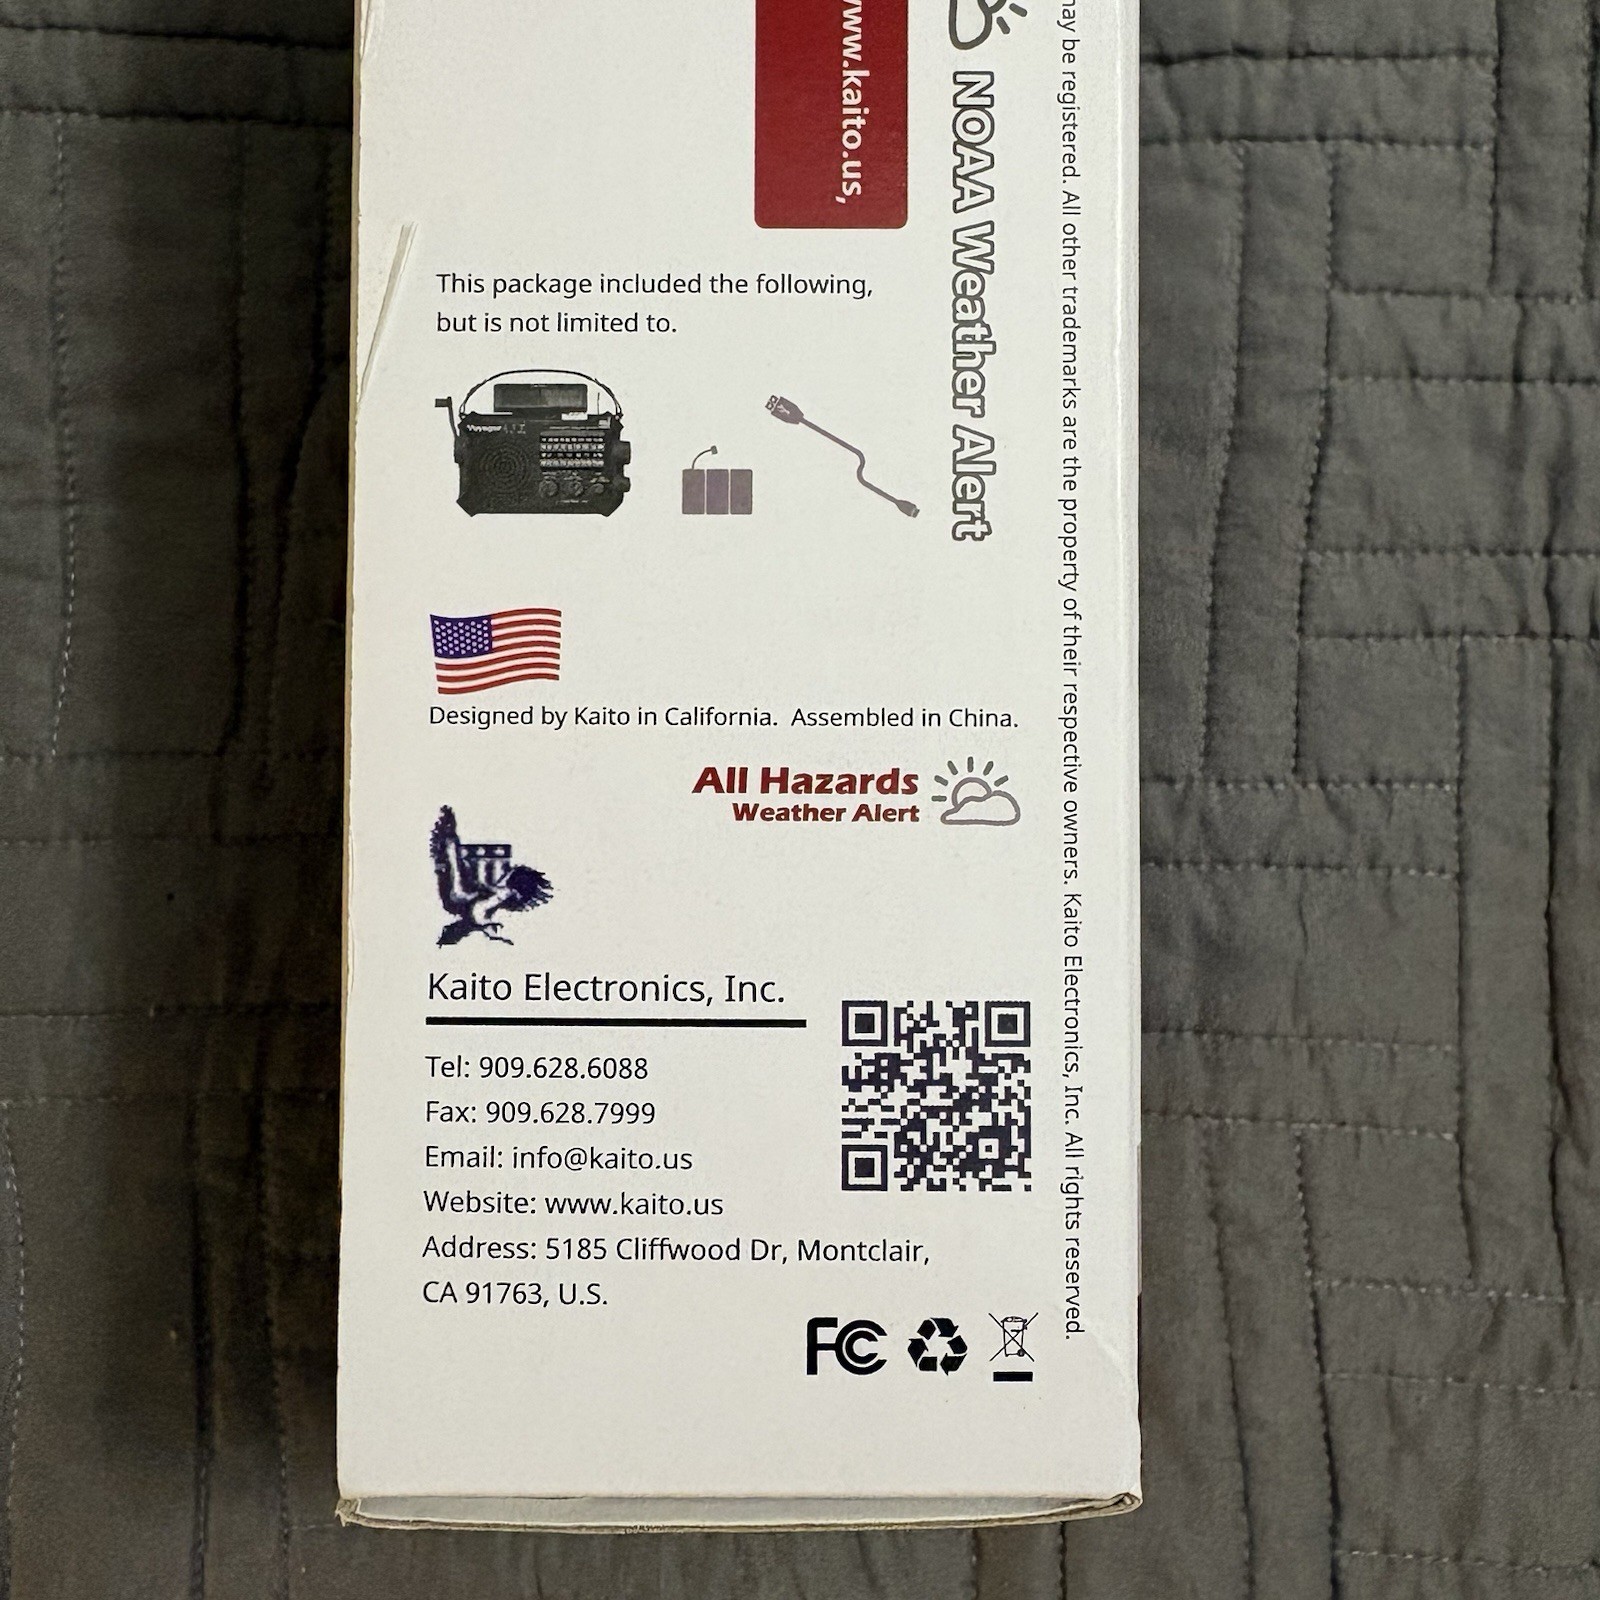 www.kaito.us,
NOAA Weather Alert
may be registered. All other trademarks are the property of their respective owners. Kaito Electronics, Inc. All rights reserved.
This package included the following,
but is not limited to.
Voyager
Designed by Kaito in California. Assembled in China.
All Hazards
Weather Alert
Kaito Electronics, Inc.
Tel: 909.628.6088
Fax: 909.628.7999
Email: info@kaito.us
Website: www.kaito.us
Address: 5185 Cliffwood Dr, Montclair,
CA 91763, U.S.
FC